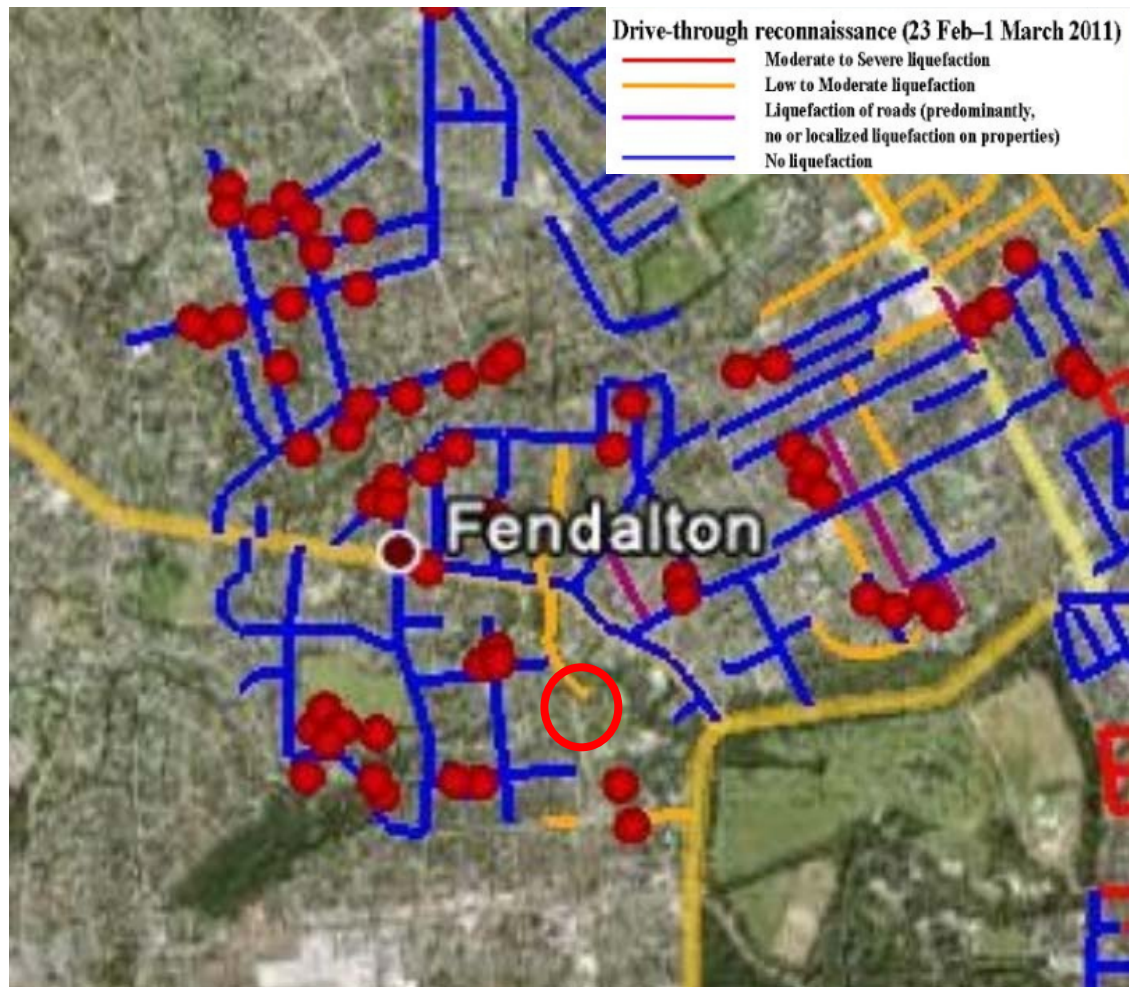 Drive-through reconnaissance (23 Feb–1 March 2011)
Moderate to Severe liquefaction
Low to Moderate liquefaction
Liquefaction of roads (predominantly,
no or localized liquefaction on properties)
No liquefaction
Fendalton